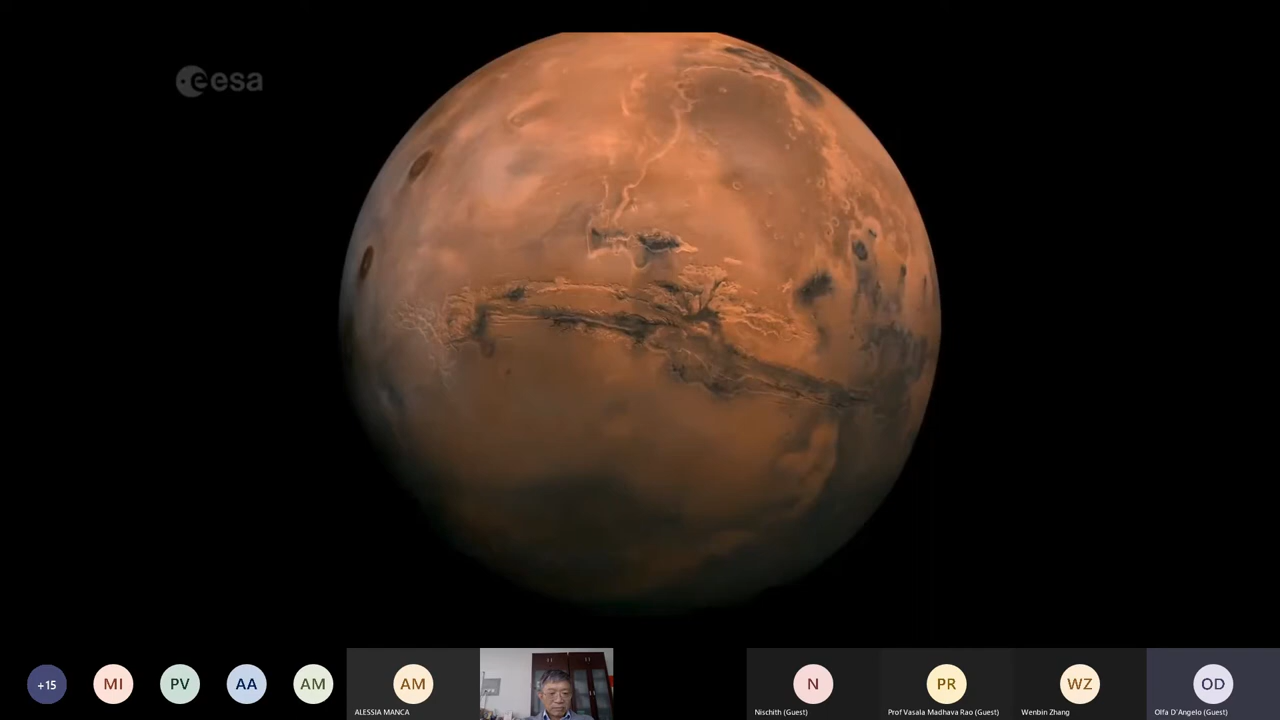 esa
+15
MI
PV
AA
AM
AM
ALESSIA MANCA
N
Nischith (Guest)
PR
Prof Vasala Madhava Rao (Guest)
WZ
Wenbin Zhang
OD
Olfa D'Angelo (Guest)